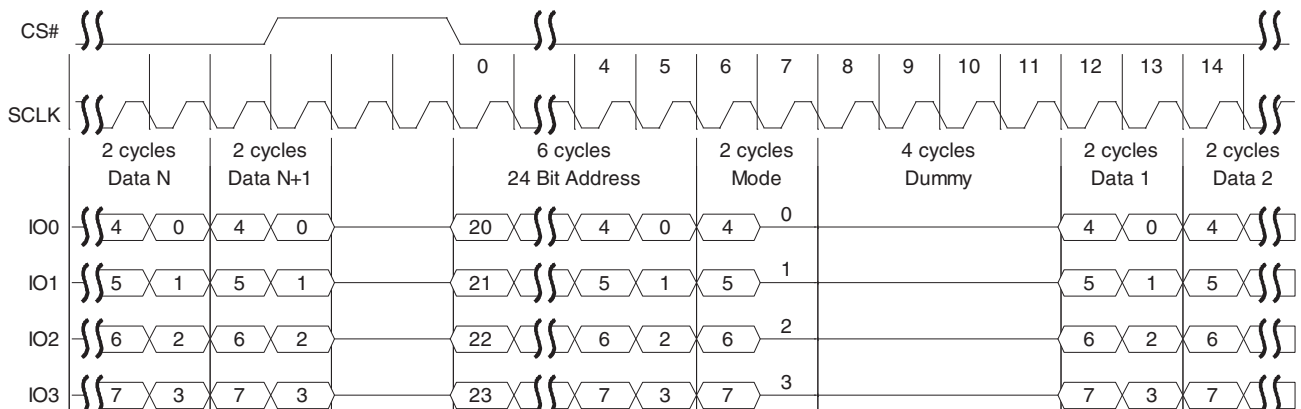 CS#
0 4 5 6 7 8 9 10 11 12 13 14
SCLK
2 cycles 2 cycles 6 cycles 2 cycles 4 cycles 2 cycles 2 cycles
Data N Data N+1 24 Bit Address Mode Dummy Data 1 Data 2
IO0 4 0 4 0 20 4 0 4 0 4 0 4
IO1 5 1 5 1 21 5 1 5 1 5 1 5
IO2 6 2 6 2 22 6 2 6 2 6 2 6
IO3 7 3 7 3 23 7 3 7 3 7 3 7